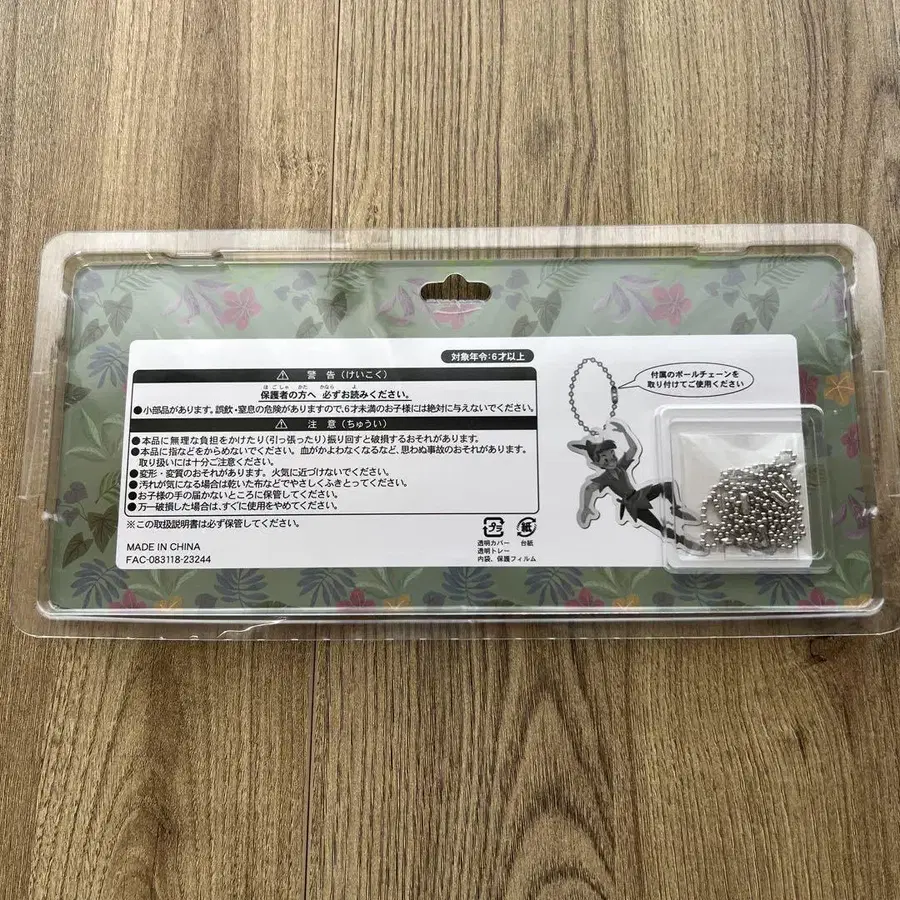 対象年令:6才以上
⚠ 警 告 (けいこく)
ほごしゃ かた かなら よ
保護者の方へ 必ずお読みください。
●小部品があります。誤飲・窒息の危険がありますので、6才未満のお子様には絶対に与えないでください。
⚠ 注 意 (ちゅうい)
●本品に無理な負担をかけたり(引っ張ったり)振り回すと破損するおそれがあります。
●本品に指などをからめないでください。血がかよわなくなるなど、思わぬ事故のおそれがあります。
取り扱いには十分ご注意ください。
●変形・変質のおそれがあります。火気に近づけないでください。
●汚れが気になる場合は乾いた布などでやさしくふきとってください。
●お子様の手の届かないところに保管してください。
●万一破損した場合は、すぐに使用をやめてください。
※この取扱説明書は必ず保管してください。
MADE IN CHINA
FAC-083118-23244
プラ
透明カバー
透明トレー
内袋、保護フィルム
紙
台紙
付属のボールチェーンを
取り付けてご使用ください